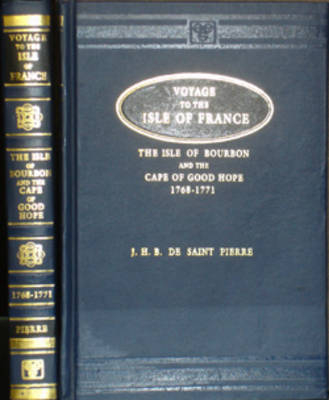 VOYAGE
TO THE
ISLE
OF
FRANCE
THE ISLE
OF
BOURBON
AND THE
CAPE
OF
GOOD
HOPE
1768-1771
PIERRE
VOYAGE
TO THE
ISLE OF FRANCE
THE ISLE OF BOURBON
AND THE
CAPE OF GOOD HOPE
1768-1771
J. H. B. DE SAINT PIERRE